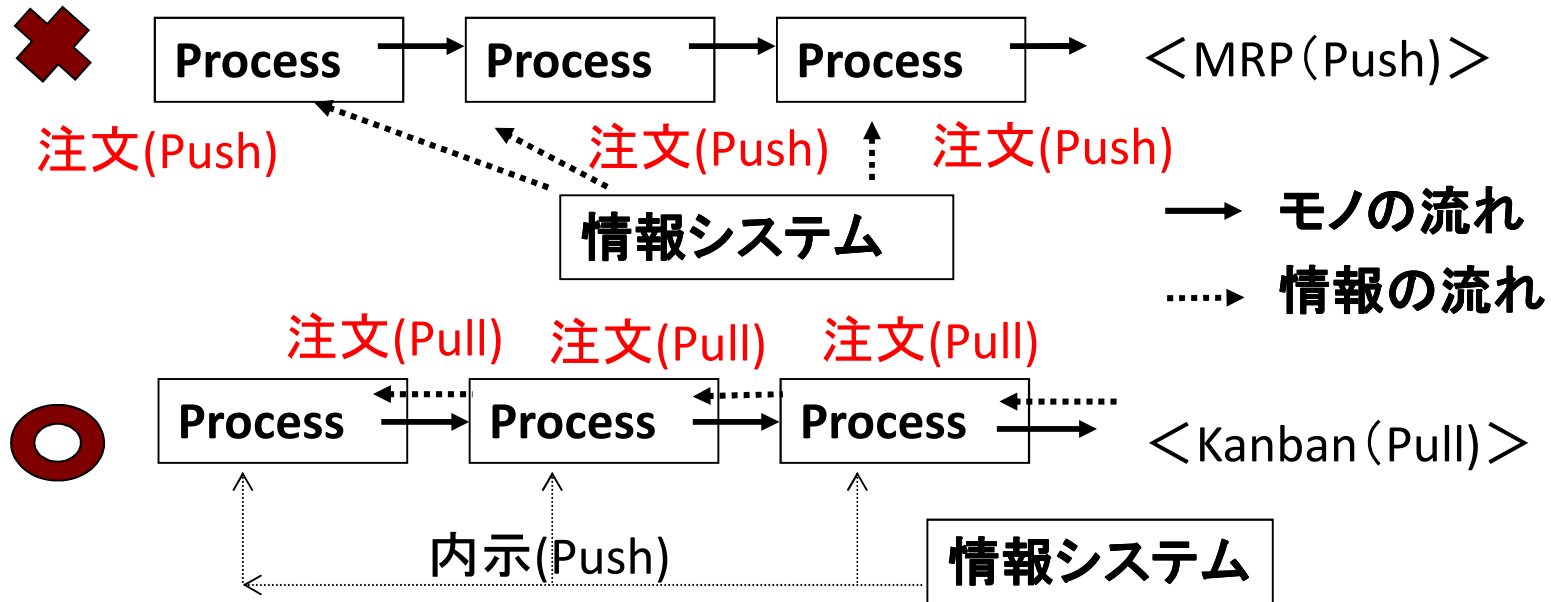 Process
Process
Process
＜MRP（Push)＞
注文(Push)
注文(Push)
注文(Push)
情報システム
モノの流れ
情報の流れ
注文(Pull)
注文(Pull)
注文(Pull)
Process
Process
Process
＜Kanban（Pull)＞
内示(Push)
情報システム